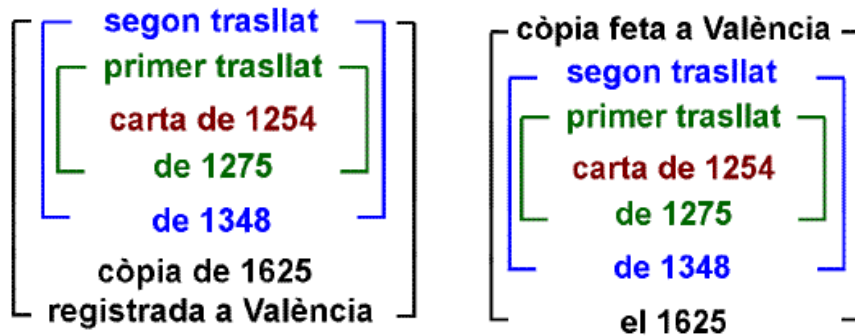 segon trasllat
primer trasllat
carta de 1254
de 1275
de 1348
còpia de 1625
registrada a València
còpia feta a València
segon trasllat
primer trasllat
carta de 1254
de 1275
de 1348
el 1625